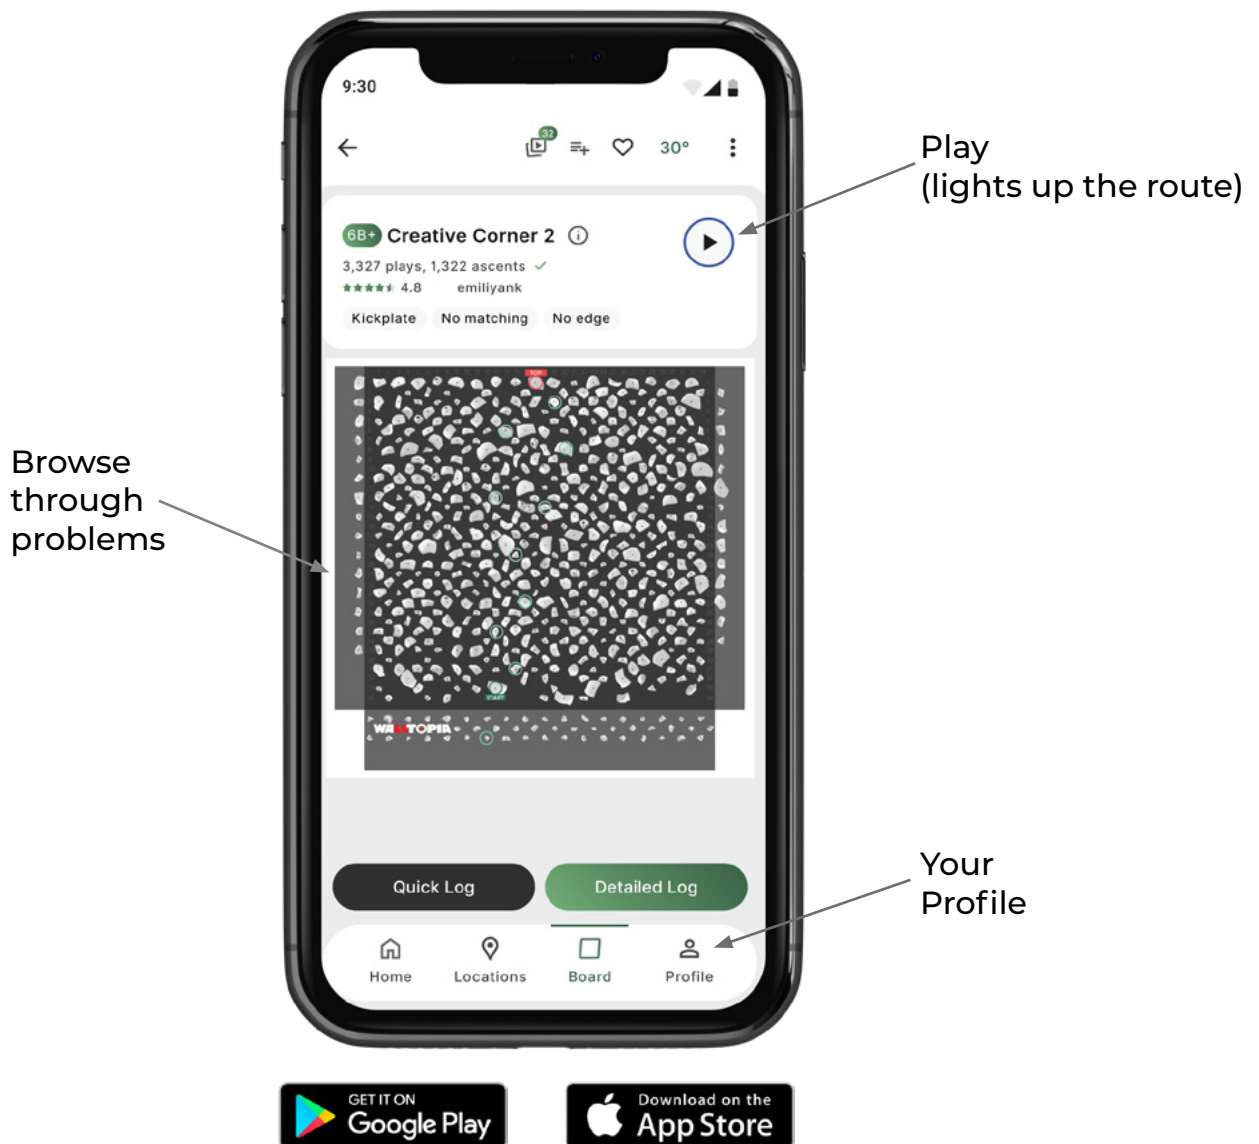 9:30
32
30°
Play
(lights up the route)
6B+ Creative Corner 2
3,327 plays, 1,322 ascents
4.8 emiliyank
Kickplate No matching No edge
TOP
Browse
through
problems
START
WALLTOPIA
Quick Log Detailed Log
Your
Profile
Home Locations Board Profile
GET IT ON
Google Play
Download on the
App Store